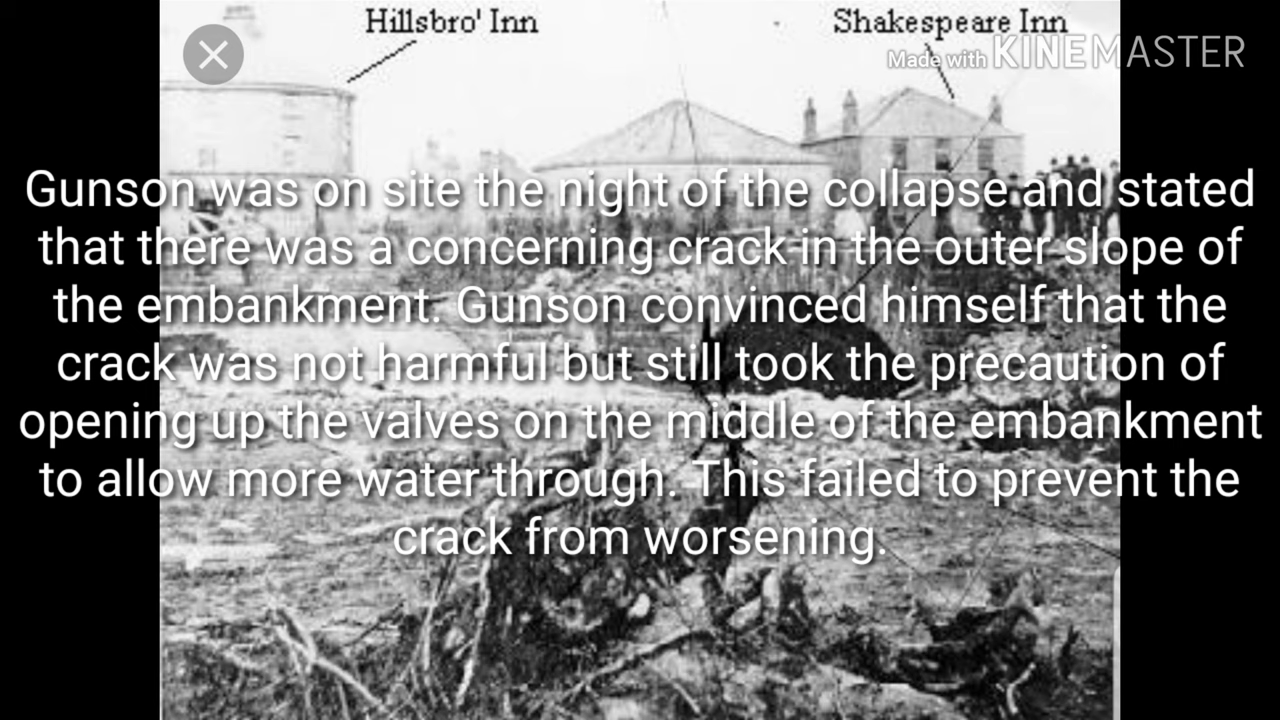 Hillsbro' Inn
Shakespeare Inn
Made with KINEMASTER
Gunson was on site the night of the collapse and stated
that there was a concerning crack in the outer slope of
the embankment. Gunson convinced himself that the
crack was not harmful but still took the precaution of
opening up the valves on the middle of the embankment
to allow more water through. This failed to prevent the
crack from worsening.